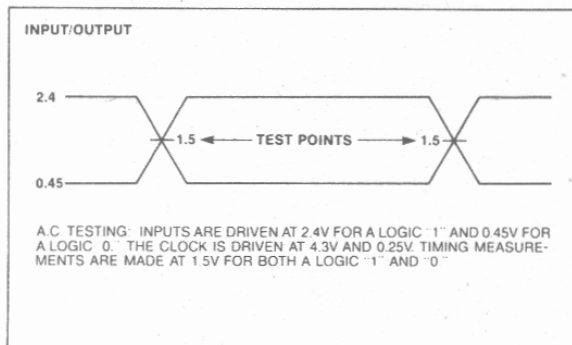 INPUT/OUTPUT
2.4
1.5 TEST POINTS 1.5
0.45
A.C. TESTING: INPUTS ARE DRIVEN AT 2.4V FOR A LOGIC "1" AND 0.45V FOR
A LOGIC "0." THE CLOCK IS DRIVEN AT 4.3V AND 0.25V. TIMING MEASURE-
MENTS ARE MADE AT 1.5V FOR BOTH A LOGIC "1" AND "0."